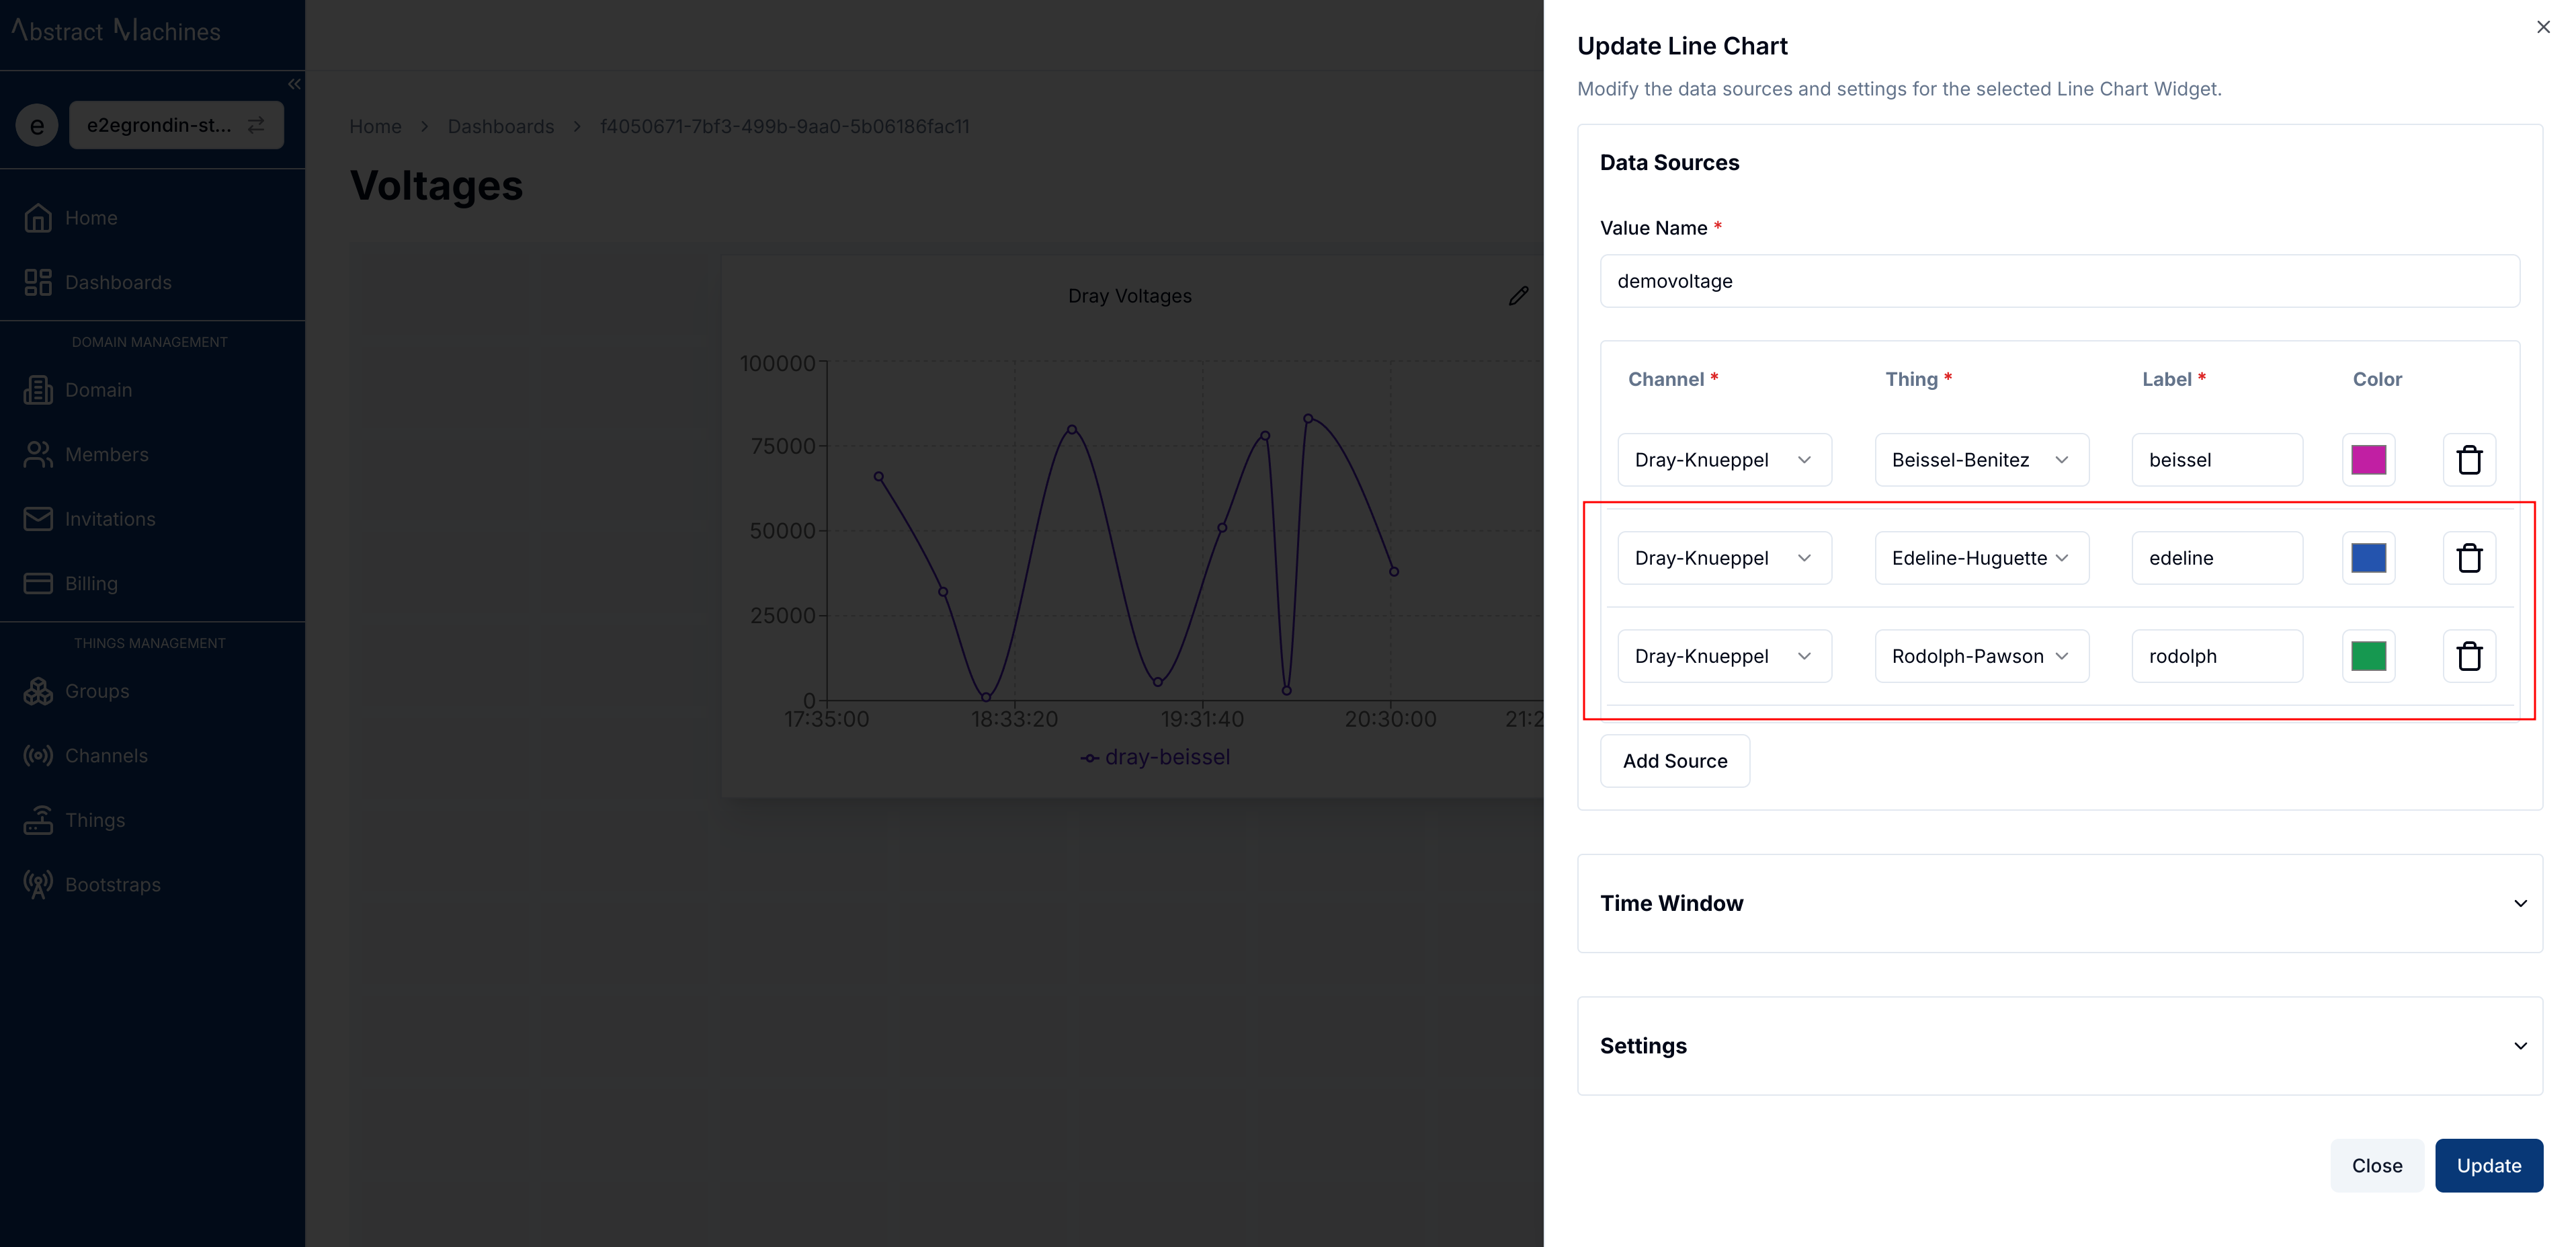 Abstract Machines
e
e2egrondin-st...
Home
Dashboards
DOMAIN MANAGEMENT
Domain
Members
Invitations
Billing
THINGS MANAGEMENT
Groups
Channels
Things
Bootstraps
Home > Dashboards > f4050671-7bf3-499b-9aa0-5b06186fac11
Voltages
Dray Voltages
100000
75000
50000
25000
0
17:35:00 18:33:20 19:31:40 20:30:00 21:2
dray-beissel
Update Line Chart
Modify the data sources and settings for the selected Line Chart Widget.
Data Sources
Value Name *
demovoltage
Channel * Thing * Label * Color
Dray-Knueppel Beissel-Benitez beissel
Dray-Knueppel Edeline-Huguette edeline
Dray-Knueppel Rodolph-Pawson rodolph
Add Source
Time Window
Settings
Close Update